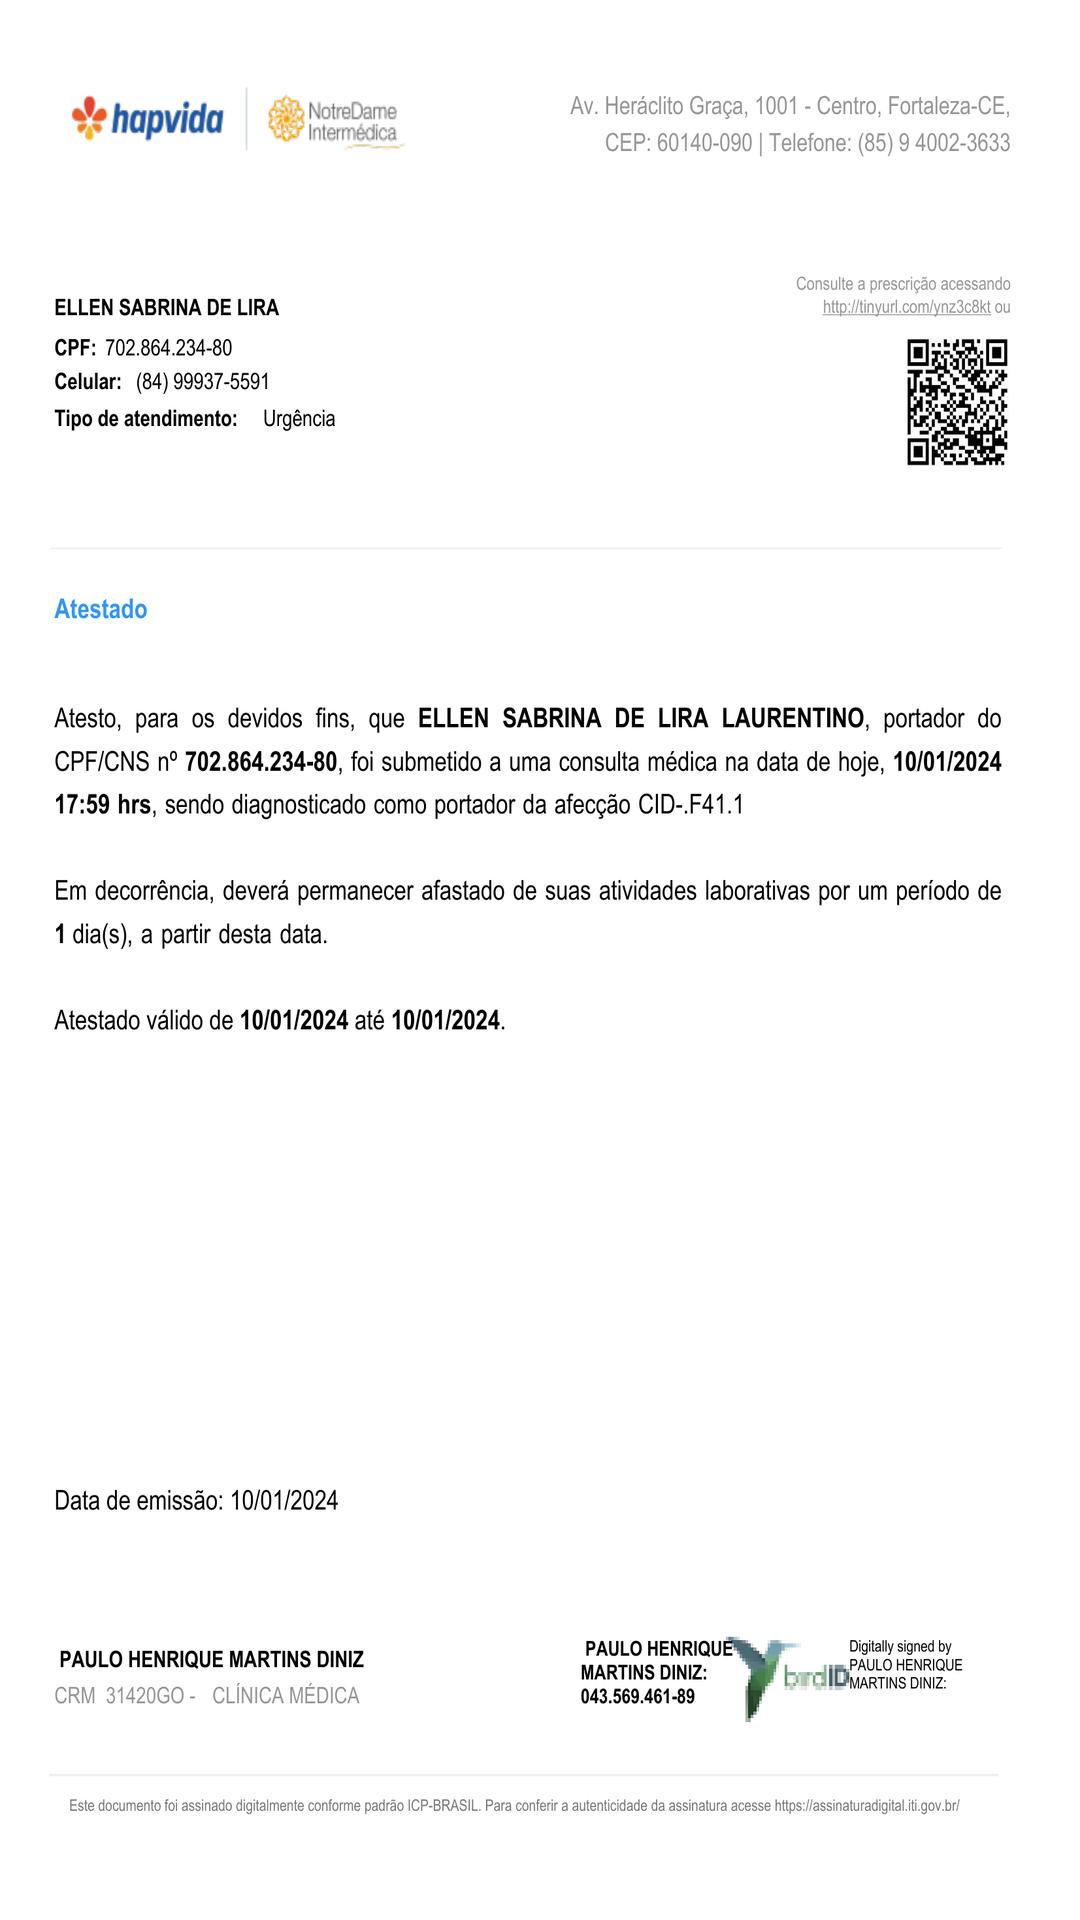 hapvida
NotreDame
Intermédica
Av. Heráclito Graça, 1001 - Centro, Fortaleza-CE,
CEP: 60140-090 | Telefone: (85) 9 4002-3633
Consulte a prescrição acessando
http://tinyurl.com/ynz3c8kt ou
ELLEN SABRINA DE LIRA
CPF: 702.864.234-80
Celular: (84) 99937-5591
Tipo de atendimento: Urgência
Atestado
Atesto, para os devidos fins, que ELLEN SABRINA DE LIRA LAURENTINO, portador do
CPF/CNS nº 702.864.234-80, foi submetido a uma consulta médica na data de hoje, 10/01/2024
17:59 hrs, sendo diagnosticado como portador da afecção CID-.F41.1
Em decorrência, deverá permanecer afastado de suas atividades laborativas por um período de
1 dia(s), a partir desta data.
Atestado válido de 10/01/2024 até 10/01/2024.
Data de emissão: 10/01/2024
PAULO HENRIQUE MARTINS DINIZ
CRM 31420GO - CLÍNICA MÉDICA
PAULO HENRIQUE
MARTINS DINIZ:
043.569.461-89
birdID
Digitally signed by
PAULO HENRIQUE
MARTINS DINIZ:
Este documento foi assinado digitalmente conforme padrão ICP-BRASIL. Para conferir a autenticidade da assinatura acesse https://assinaturadigital.iti.gov.br/